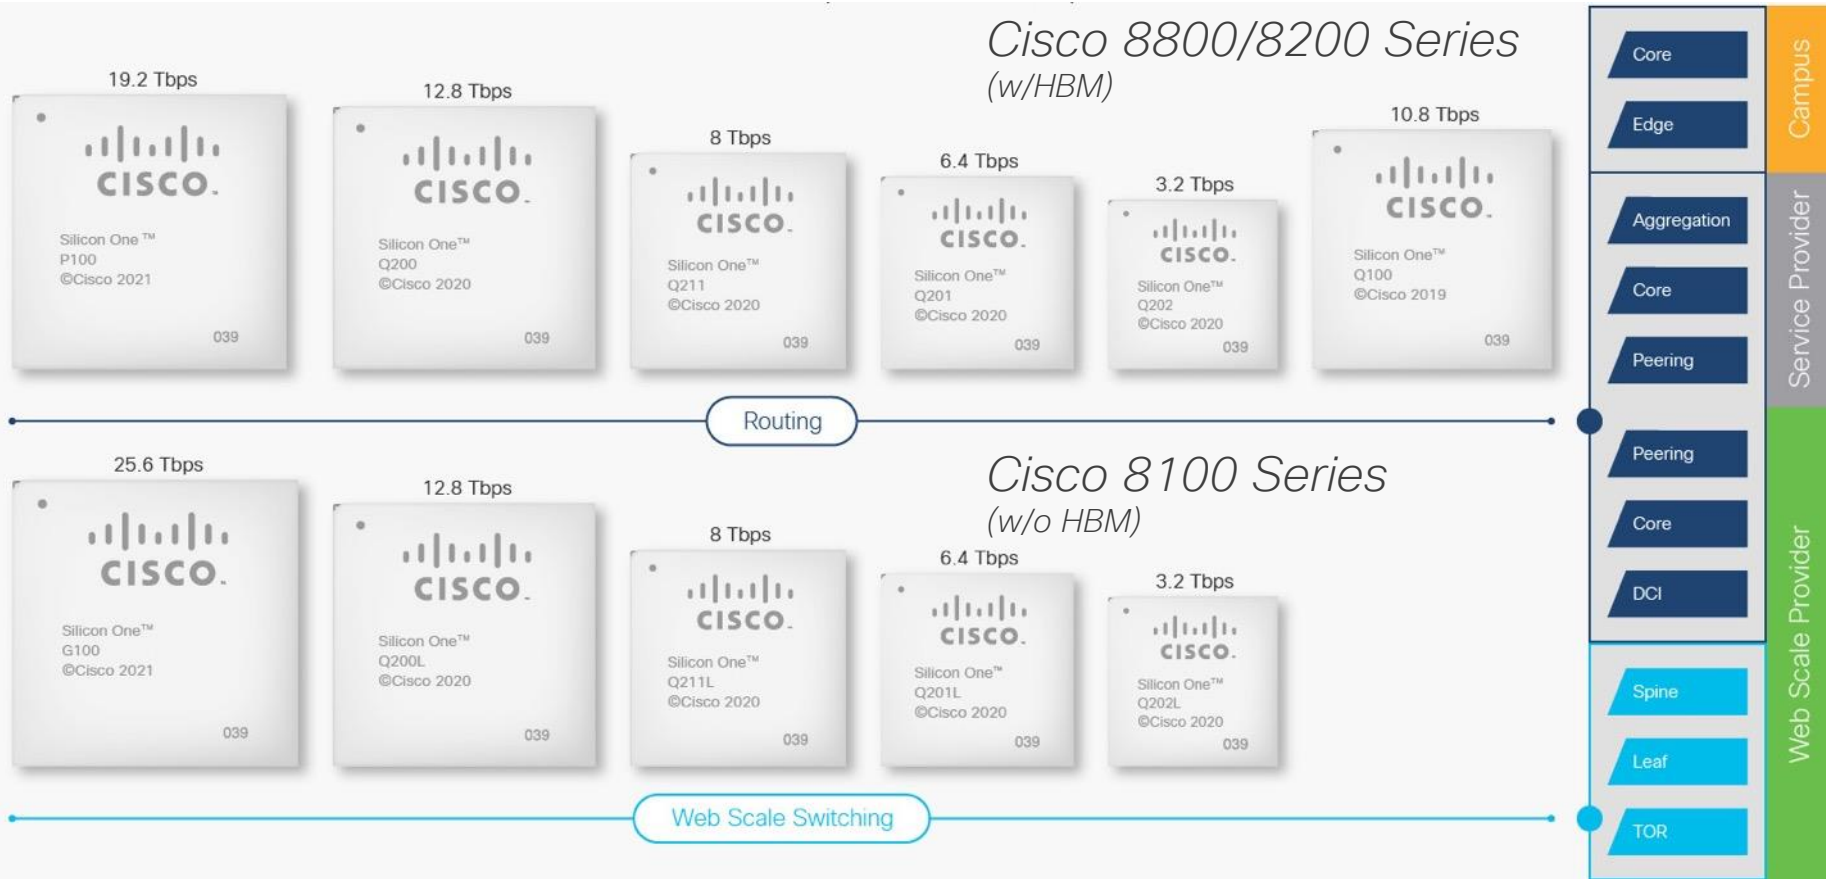 Cisco 8800/8200 Series
(w/HBM)
19.2 Tbps
CISCO.
Silicon One™
P100
©Cisco 2021
039
12.8 Tbps
CISCO.
Silicon One™
Q200
©Cisco 2020
039
8 Tbps
CISCO.
Silicon One™
Q211
©Cisco 2020
039
6.4 Tbps
CISCO.
Silicon One™
Q201
©Cisco 2020
039
3.2 Tbps
CISCO.
Silicon One™
Q202
©Cisco 2020
039
10.8 Tbps
CISCO.
Silicon One™
Q100
©Cisco 2019
039
Routing
Cisco 8100 Series
(w/o HBM)
25.6 Tbps
CISCO.
Silicon One™
G100
©Cisco 2021
039
12.8 Tbps
CISCO.
Silicon One™
Q200L
©Cisco 2020
039
8 Tbps
CISCO.
Silicon One™
Q211L
©Cisco 2020
039
6.4 Tbps
CISCO.
Silicon One™
Q201L
©Cisco 2020
039
3.2 Tbps
CISCO.
Silicon One™
Q202L
©Cisco 2020
039
Web Scale Switching
Core
Edge
Campus
Aggregation
Core
Peering
Service Provider
Peering
Core
DCI
Spine
Leaf
TOR
Web Scale Provider